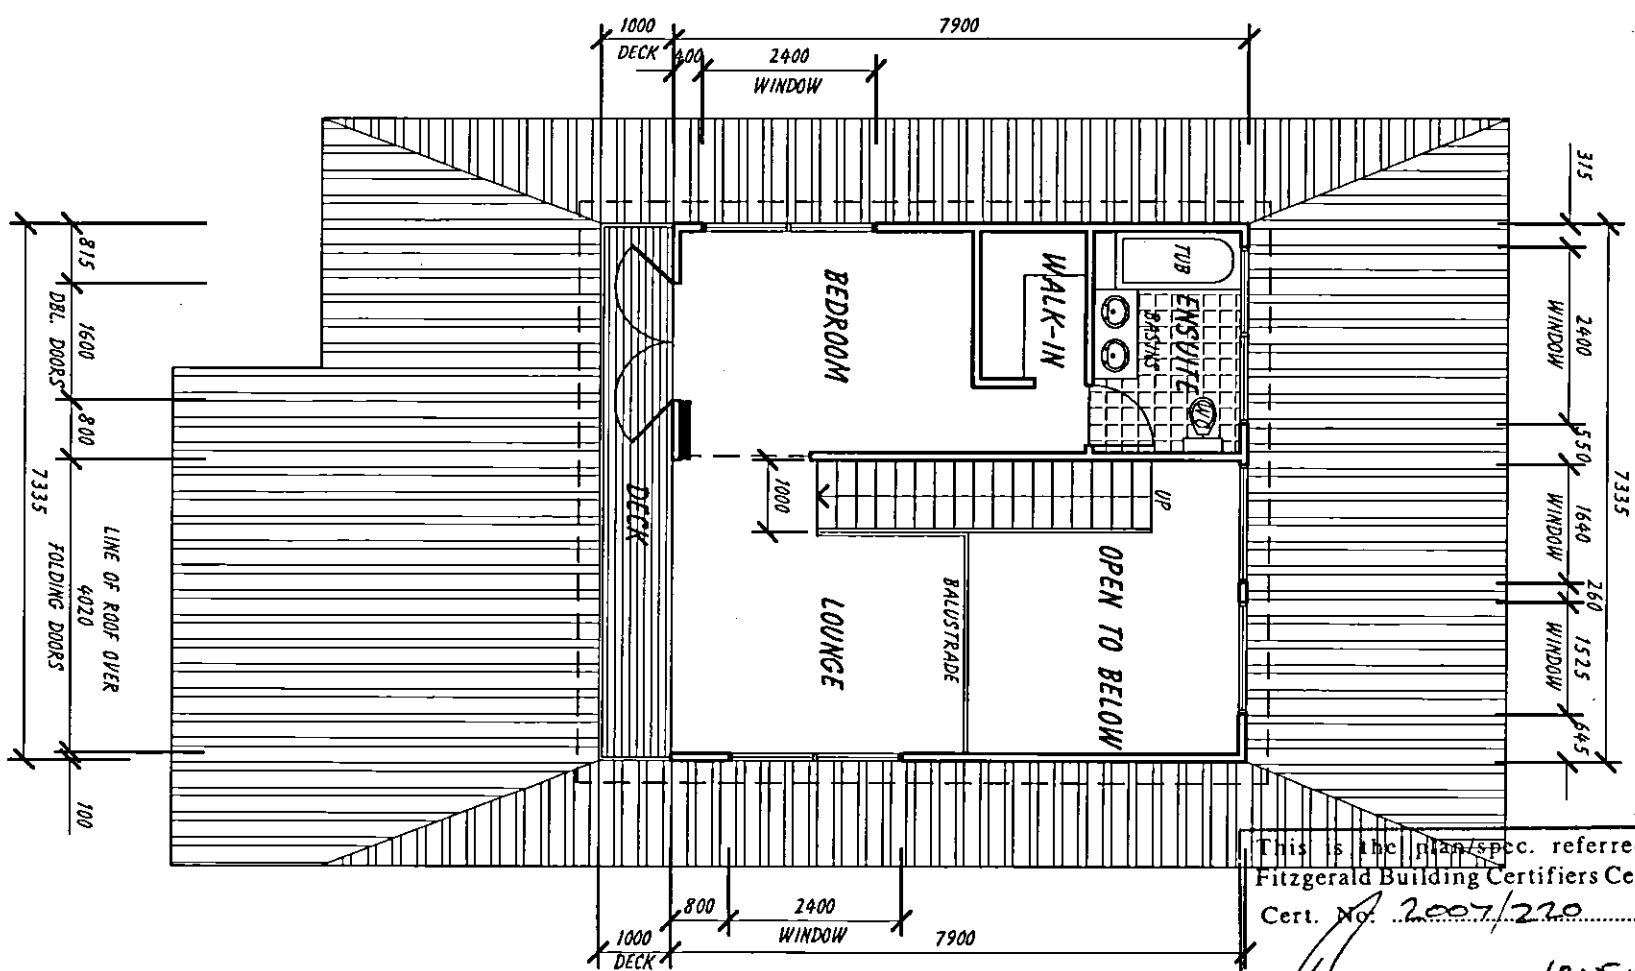 1000
7900
DECK
400
2400
WINDOW
315
7335
2400
WINDOW
550
1640
WINDOW
260
1525
WINDOW
645
815
1600
DBL. DOORS
800
4020
FOLDING DOORS
7335
100
LINE OF ROOF OVER
BEDROOM
WALK-IN
TUB
ENSUITE
BASINS
WC
DECK
1000
UP
LOUNGE
BALUSTRADE
OPEN TO BELOW
800
2400
WINDOW
1000
DECK
7900
This is the plan/spec. referre
Fitzgerald Building Certifiers Ce
Cert. No. 2007/220